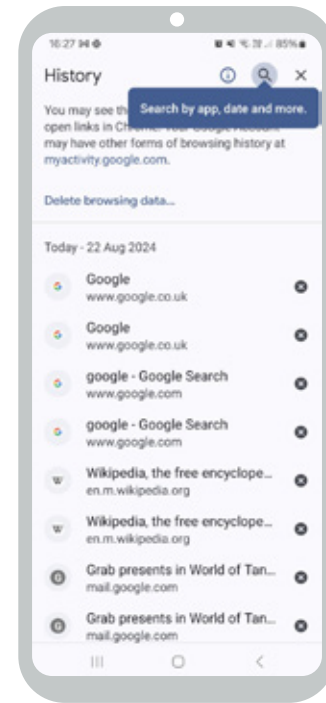 16:27
85%
History
Search by app, date and more.
You may see th
open links in Ch
may have other forms of browsing history at
myactivity.google.com.
Delete browsing data...
Today - 22 Aug 2024
Google
www.google.co.uk
Google
www.google.co.uk
google - Google Search
www.google.com
google - Google Search
www.google.com
Wikipedia, the free encyclope...
en.m.wikipedia.org
Wikipedia, the free encyclope...
en.m.wikipedia.org
Grab presents in World of Tan...
mail.google.com
Grab presents in World of Tan...
mail.google.com